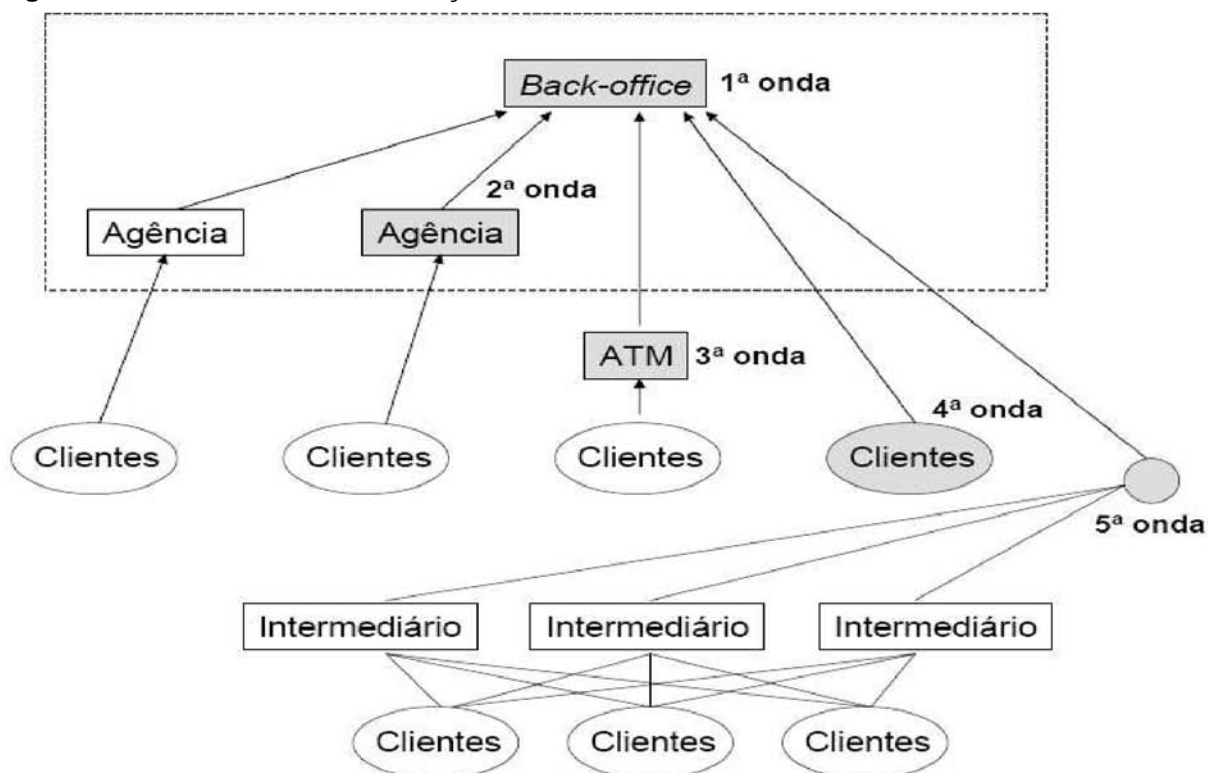 Back-office 1ª onda
2ª onda
Agência Agência
ATM 3ª onda
4ª onda
Clientes Clientes Clientes Clientes
5ª onda
Intermediário Intermediário Intermediário
Clientes Clientes Clientes